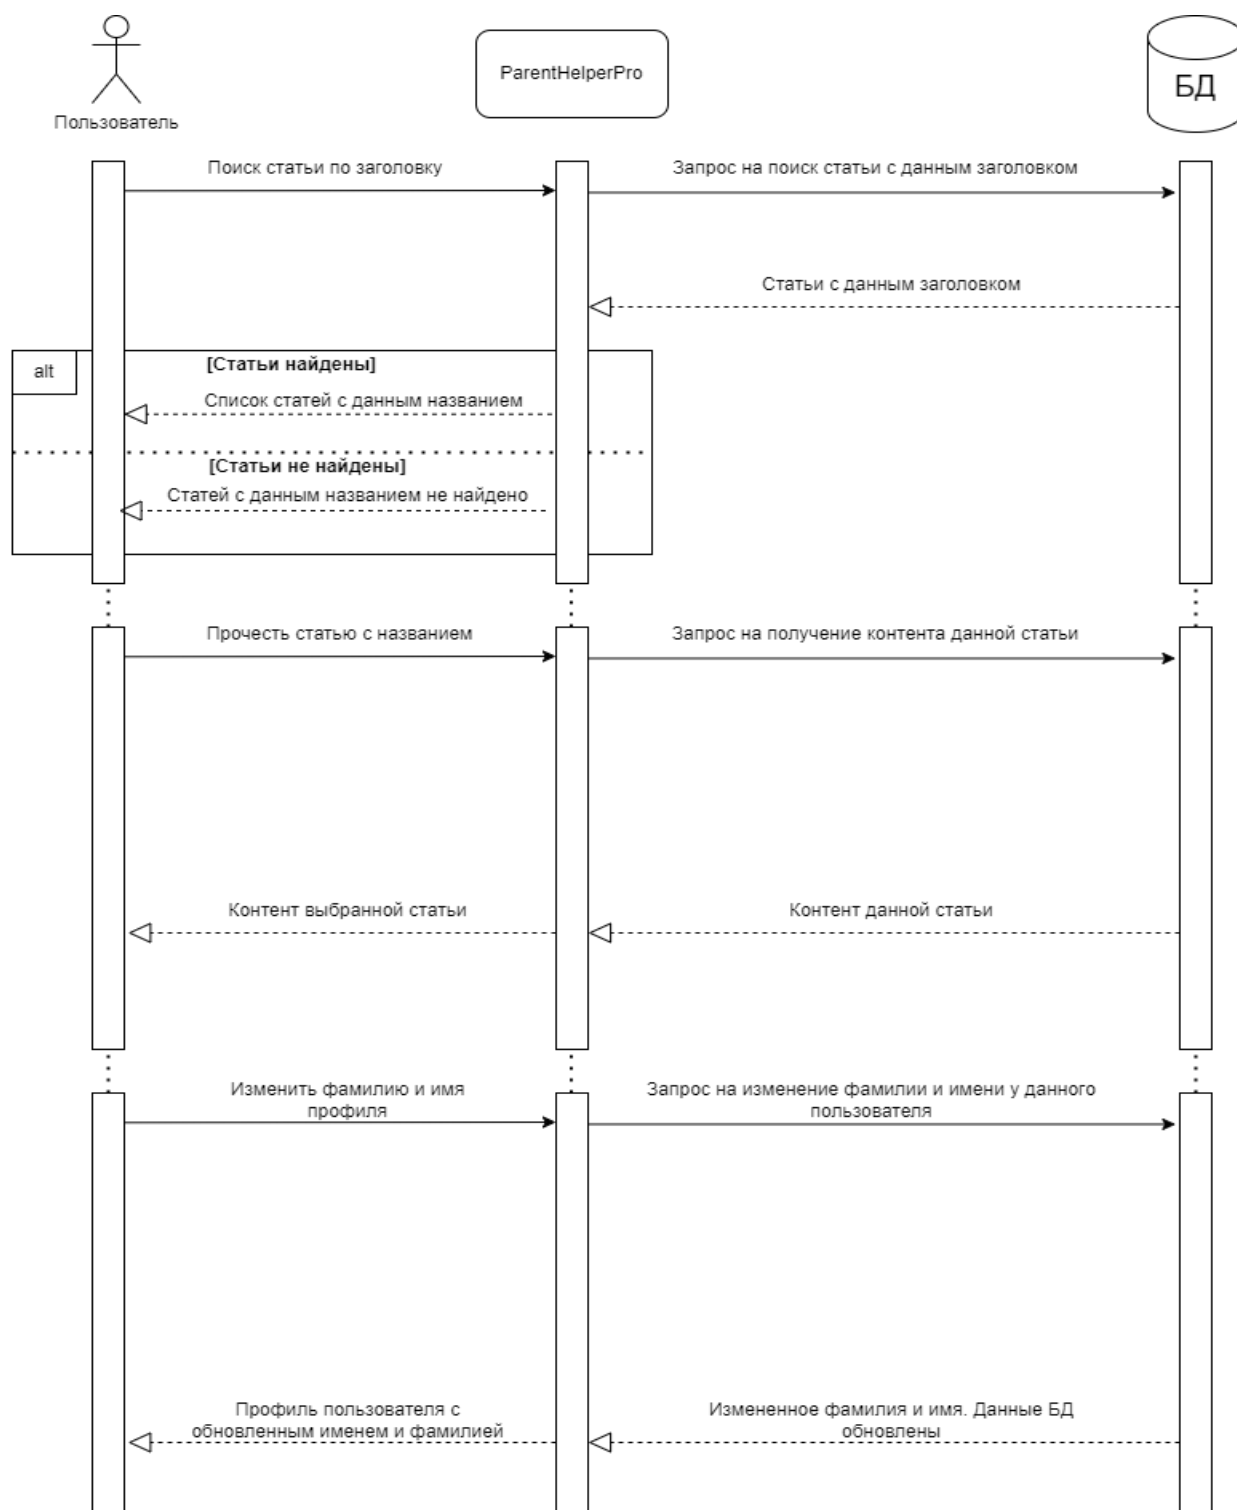 Пользователь
ParentHelperPro
БД
Поиск статьи по заголовку
Запрос на поиск статьи с данным заголовком
Статьи с данным заголовком
alt
[Статьи найдены]
Список статей с данным названием
[Статьи не найдены]
Статей с данным названием не найдено
Прочесть статью с названием
Запрос на получение контента данной статьи
Контент выбранной статьи
Контент данной статьи
Изменить фамилию и имя
профиля
Запрос на изменение фамилии и имени у данного
пользователя
Профиль пользователя с
обновленным именем и фамилией
Измененное фамилия и имя. Данные БД
обновлены